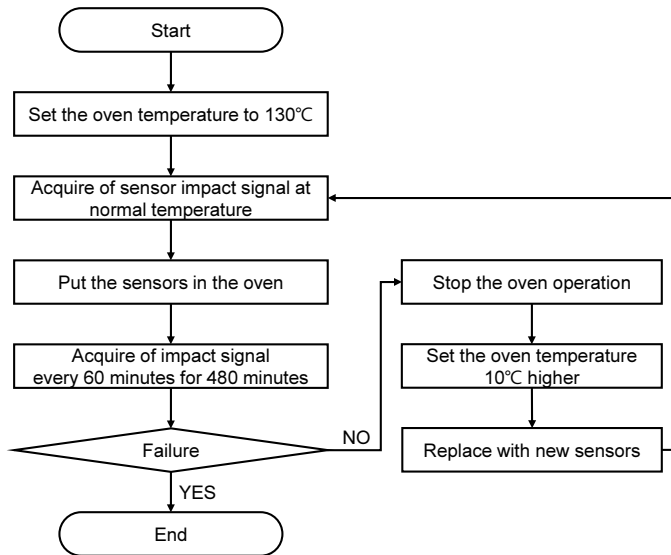 Start
Set the oven temperature to 130℃
Acquire of sensor impact signal at
normal temperature
Put the sensors in the oven
Acquire of impact signal
every 60 minutes for 480 minutes
Failure
NO
YES
End
Stop the oven operation
Set the oven temperature
10℃ higher
Replace with new sensors